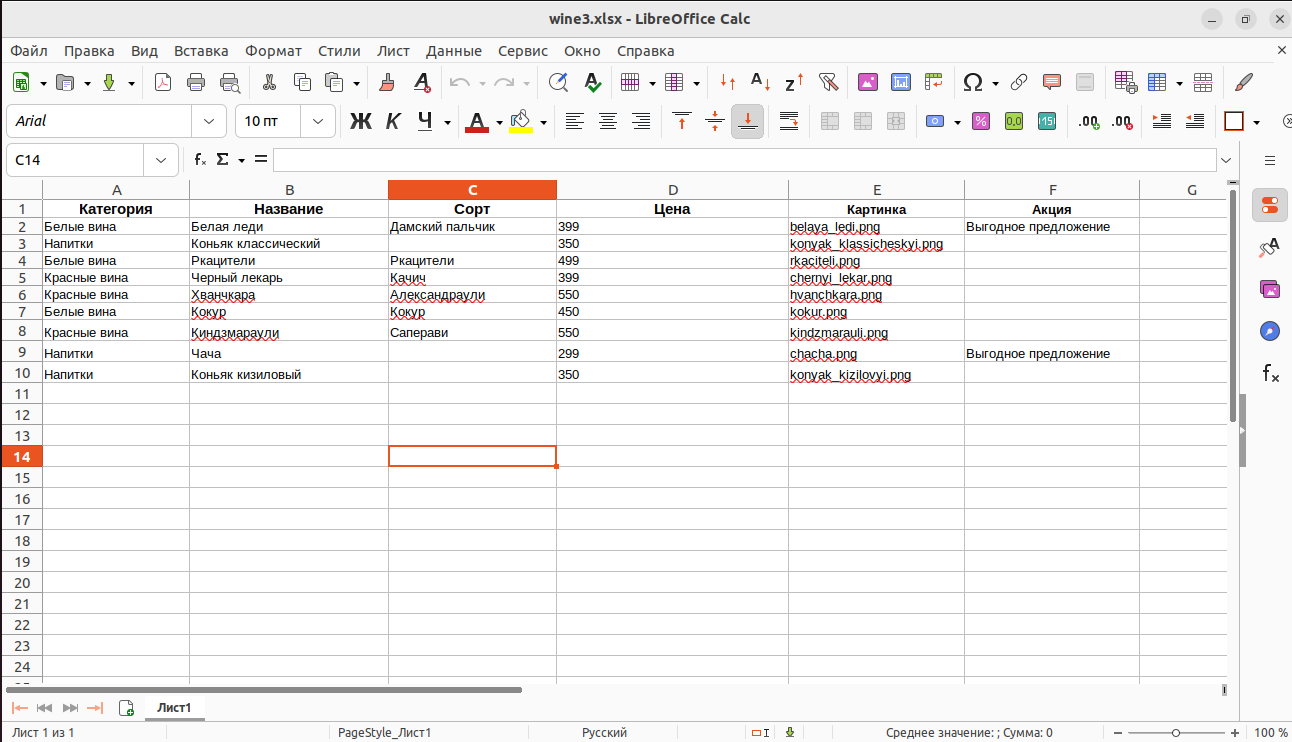 wine3.xlsx - LibreOffice Calc
Файл Правка Вид Вставка Формат Стили Лист Данные Сервис Окно Справка
Arial 10 пт Ж К Ч
C14
A B C D E F G
1 Категория Название Сорт Цена Картинка Акция
2 Белые вина Белая леди Дамский пальчик 399 belaya_ledi.png Выгодное предложение
3 Напитки Коньяк классический 350 konyak_klassicheskyi.png
4 Белые вина Ркацители Ркацители 499 rkaciteli.png
5 Красные вина Черный лекарь Качич 399 chernyi_lekar.png
6 Красные вина Хванчкара Александраули 550 hvanchkara.png
7 Белые вина Кокур Кокур 450 kokur.png
8 Красные вина Киндзмараули Саперави 550 kindzmarauli.png
9 Напитки Чача 299 chacha.png Выгодное предложение
10 Напитки Коньяк кизиловый 350 konyak_kizilovyi.png
11
12
13
14
15
16
17
18
19
20
21
22
23
24
Лист1
Лист 1 из 1 PageStyle_Лист1 Русский Среднее значение: ; Сумма: 0 100 %